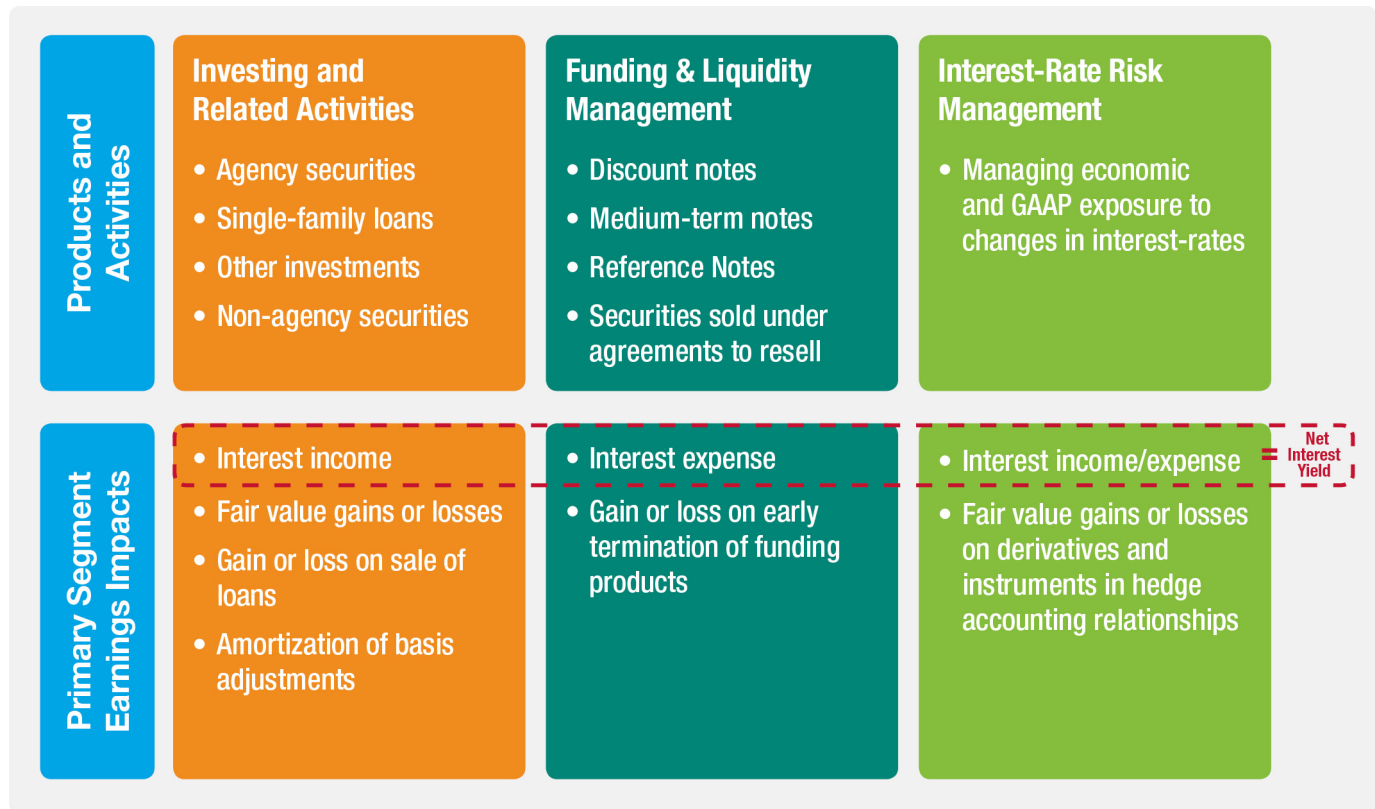 Products and
Activities
Investing and
Related Activities
• Agency securities
• Single-family loans
• Other investments
• Non-agency securities
Funding & Liquidity
Management
• Discount notes
• Medium-term notes
• Reference Notes
• Securities sold under
agreements to resell
Interest-Rate Risk
Management
• Managing economic
and GAAP exposure to
changes in interest-rates
Primary Segment
Earnings Impacts
• Interest income
• Fair value gains or losses
• Gain or loss on sale of
loans
• Amortization of basis
adjustments
• Interest expense
• Gain or loss on early
termination of funding
products
• Interest income/expense
• Fair value gains or losses
on derivatives and
instruments in hedge
accounting relationships
=
Net
Interest
Yield